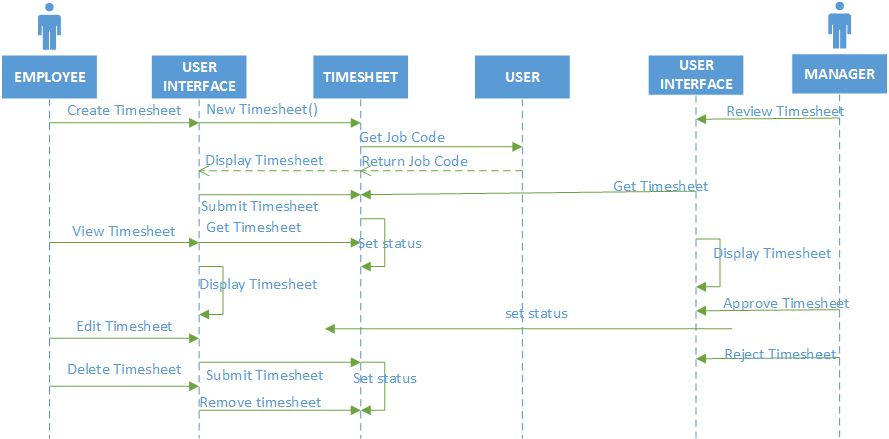 EMPLOYEE
USER
INTERFACE
TIMESHEET
USER
USER
INTERFACE
MANAGER
Create Timesheet
New Timesheet()
Review Timesheet
Get Job Code
Display Timesheet
Return Job Code
Get Timesheet
Submit Timesheet
View Timesheet
Get Timesheet
Set status
Display Timesheet
Display Timesheet
Approve Timesheet
set status
Edit Timesheet
Reject Timesheet
Delete Timesheet
Submit Timesheet
Set status
Remove timesheet